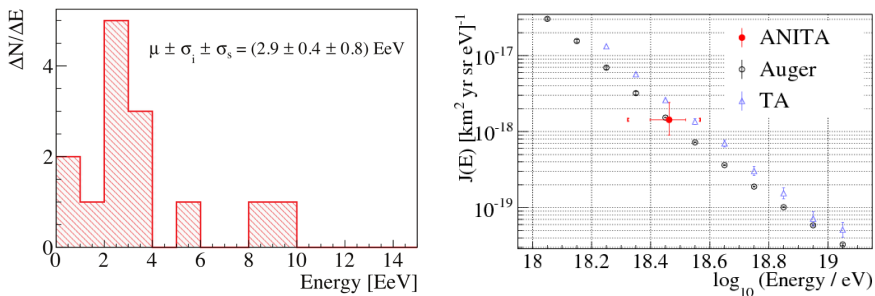 ΔN/ΔE
4
2
0
μ ± σi ± σs = (2.9 ± 0.4 ± 0.8) EeV
0 2 4 6 8 10 12 14
Energy [EeV]
J(E) [km² yr sr eV]⁻¹
10⁻¹⁷
10⁻¹⁸
10⁻¹⁹
ANITA
Auger
TA
18 18.2 18.4 18.6 18.8 19
log₁₀ (Energy / eV)